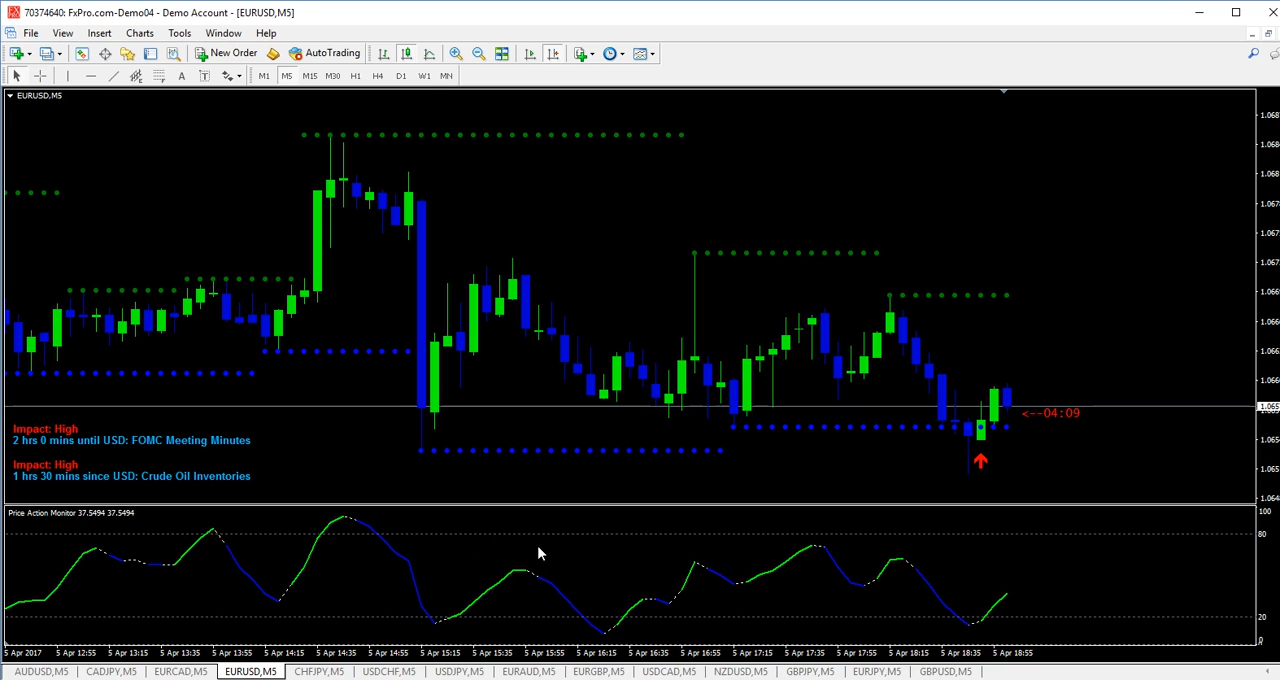 70374640: FxPro.com-Demo04 - Demo Account - [EURUSD,M5]
File View Insert Charts Tools Window Help
New Order AutoTrading
A T M1 M5 M15 M30 H1 H4 D1 W1 MN
EURUSD,M5
<--04:09
Impact: High
2 hrs 0 mins until USD: FOMC Meeting Minutes
Impact: High
1 hrs 30 mins since USD: Crude Oil Inventories
Price Action Monitor 37.5494 37.5494
100
80
20
0
5 Apr 2017 5 Apr 12:55 5 Apr 13:15 5 Apr 13:35 5 Apr 13:55 5 Apr 14:15 5 Apr 14:35 5 Apr 14:55 5 Apr 15:15 5 Apr 15:35 5 Apr 15:55 5 Apr 16:15 5 Apr 16:35 5 Apr 16:55 5 Apr 17:15 5 Apr 17:35 5 Apr 17:55 5 Apr 18:15 5 Apr 18:35 5 Apr 18:55
AUDUSD,M5 CADJPY,M5 EURCAD,M5 EURUSD,M5 CHFJPY,M5 USDCHF,M5 USDJPY,M5 EURAUD,M5 EURGBP,M5 USDCAD,M5 NZDUSD,M5 GBPJPY,M5 EURJPY,M5 GBPUSD,M5